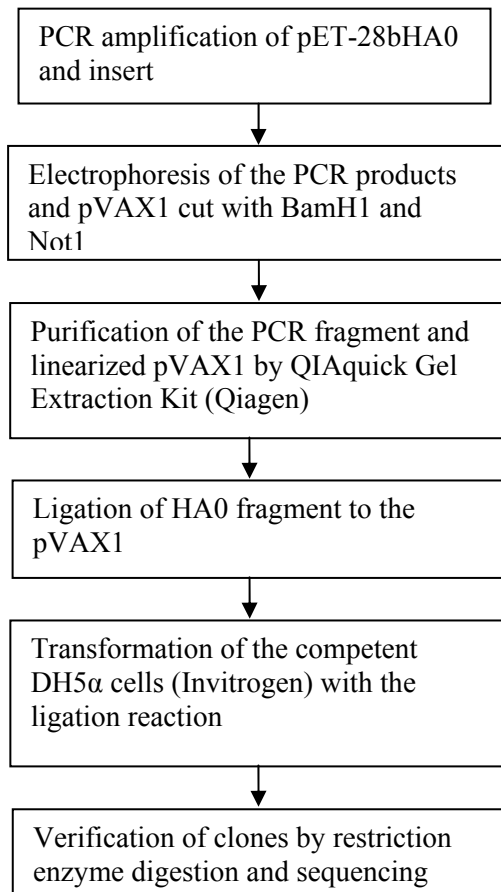 PCR amplification of pET-28bHA0
and insert
Electrophoresis of the PCR products
and pVAX1 cut with BamH1 and
Not1
Purification of the PCR fragment and
linearized pVAX1 by QIAquick Gel
Extraction Kit (Qiagen)
Ligation of HA0 fragment to the
pVAX1
Transformation of the competent
DH5α cells (Invitrogen) with the
ligation reaction
Verification of clones by restriction
enzyme digestion and sequencing